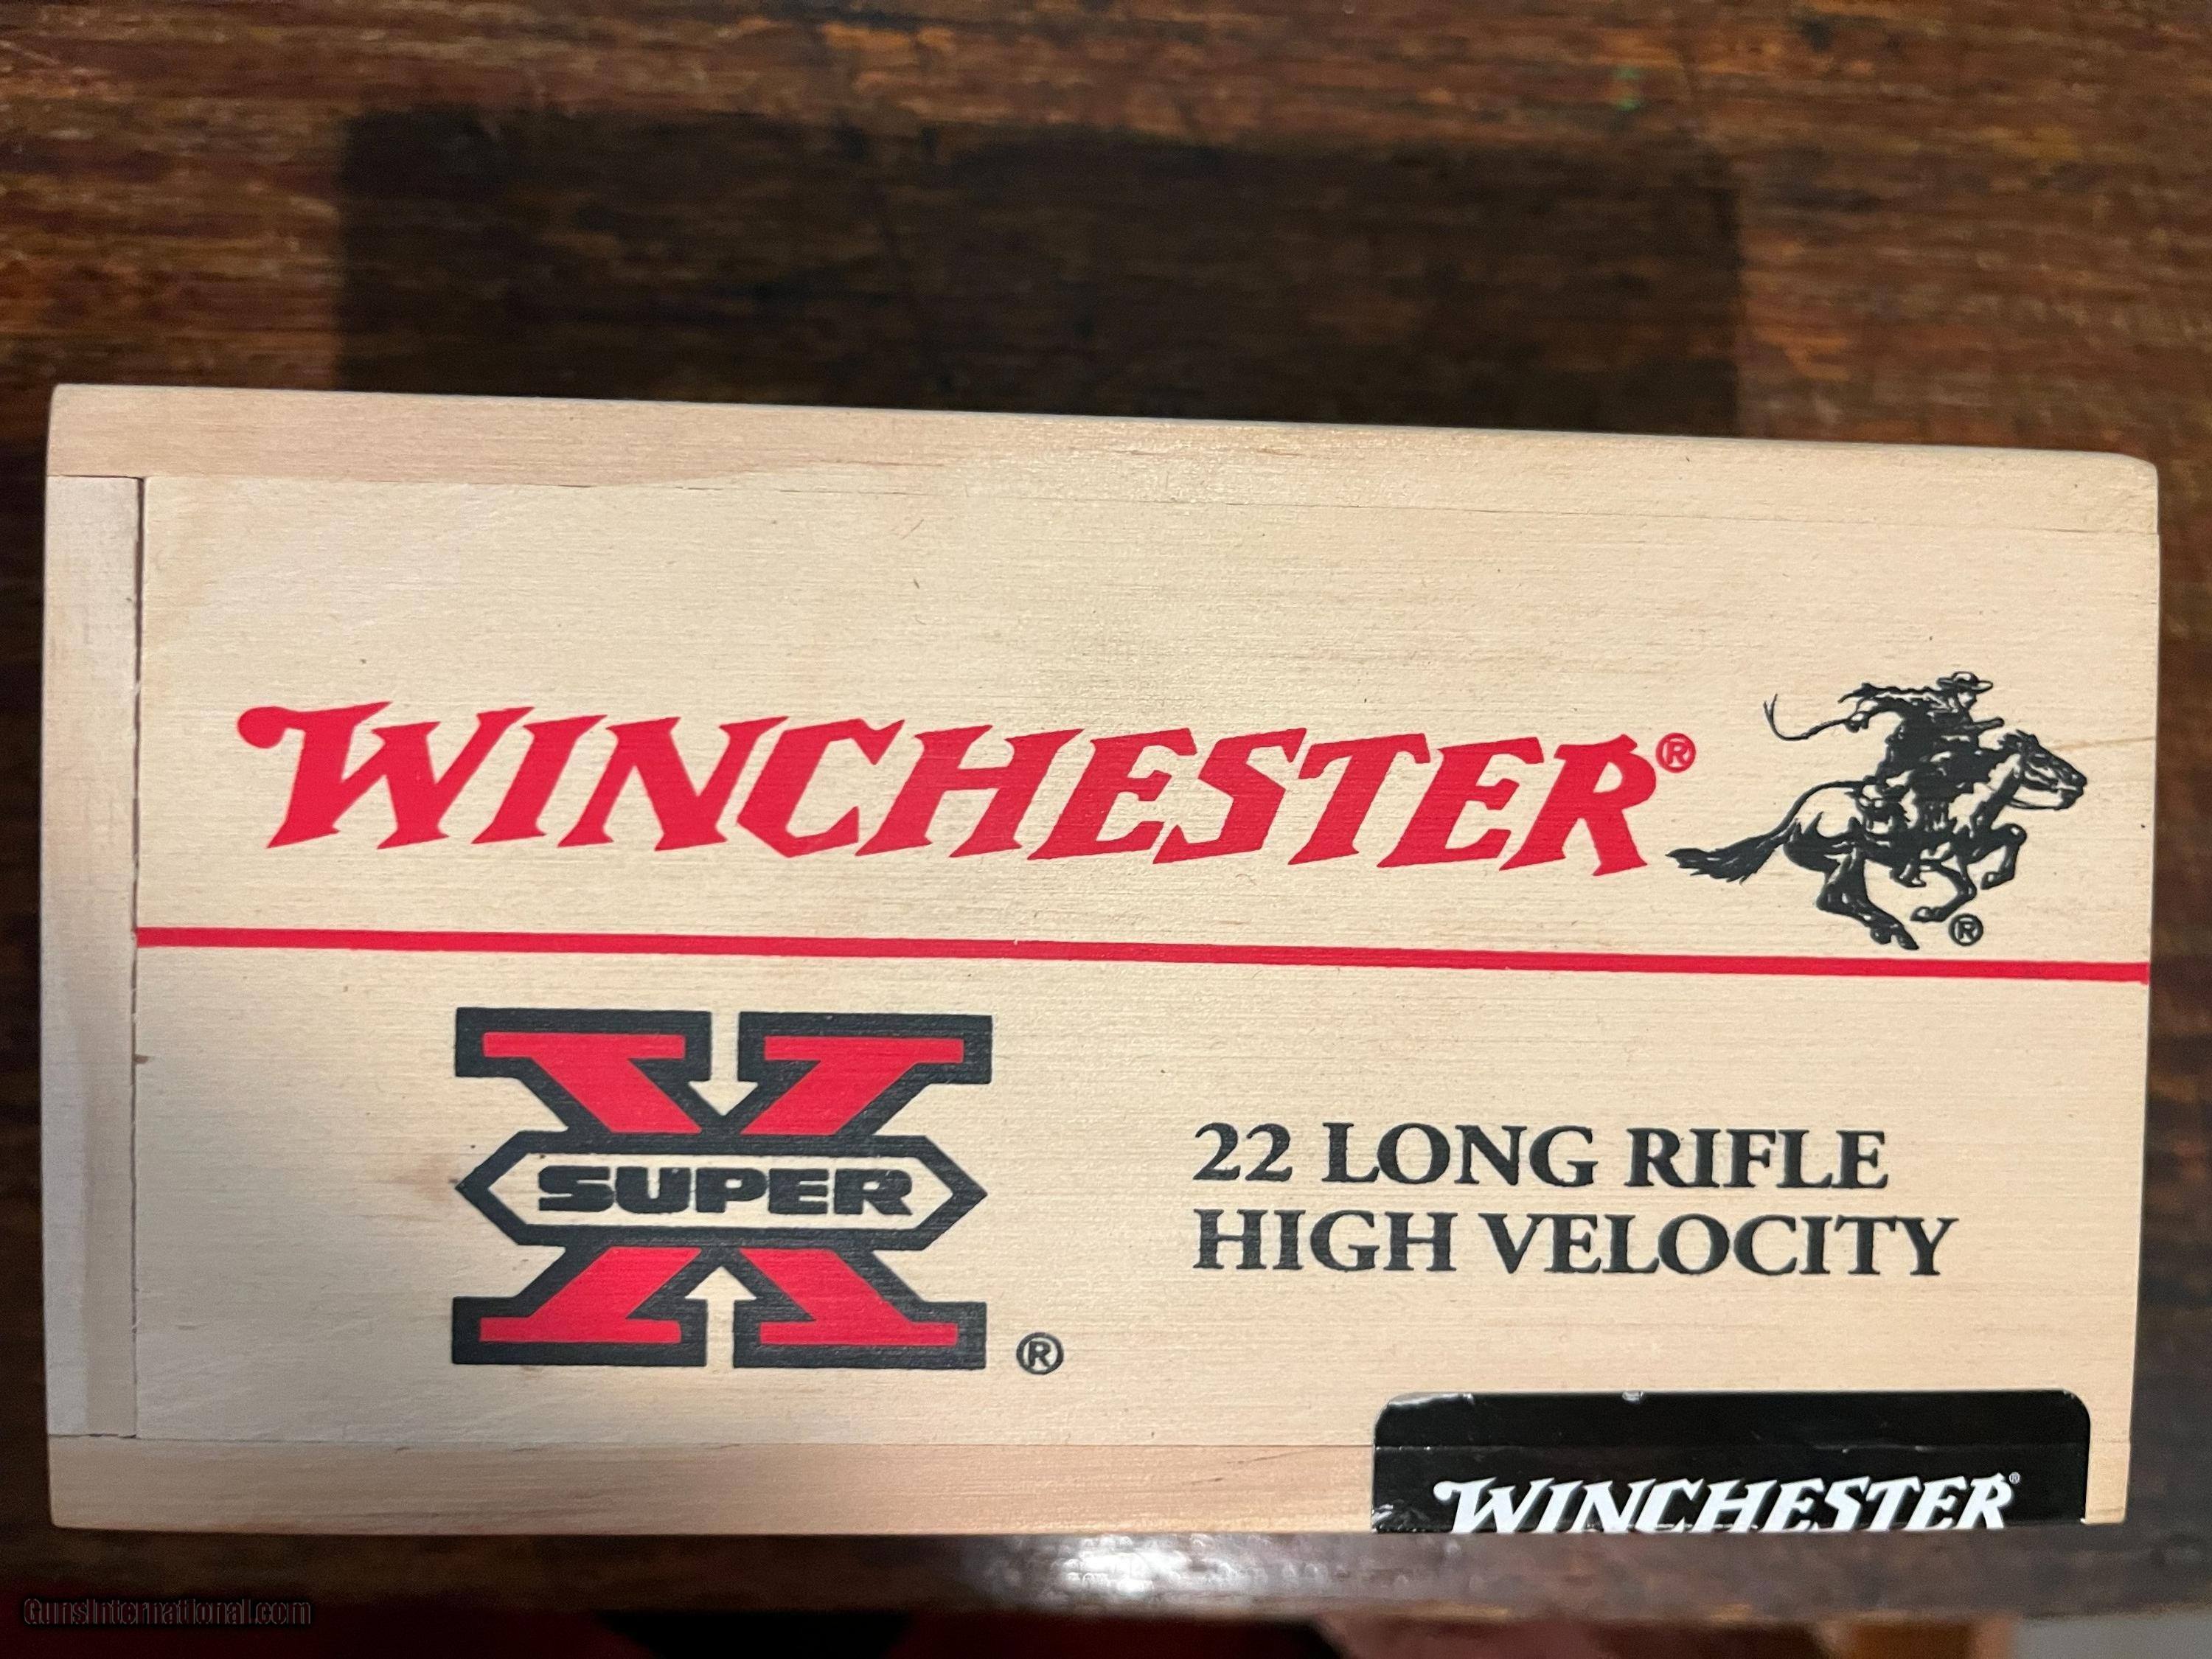 WINCHESTER®
®
SUPER X ®
22 LONG RIFLE
HIGH VELOCITY
WINCHESTER®
GunsInternational.com